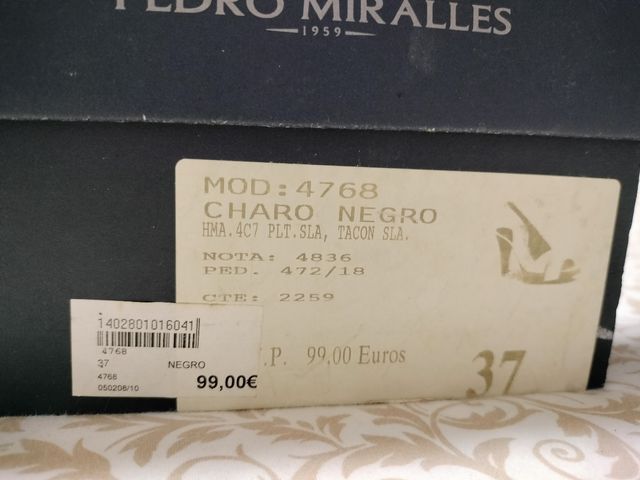 PEDRO MIRALLES
1959
MOD:4768
CHARO NEGRO
HMA.4C7 PLT.SLA, TACON SLA.
NOTA: 4836
PED. 472/18
CTE: 2259
.P. 99,00 Euros
37
1402801016041
4768
37 NEGRO
4768
050206/10
99,00€